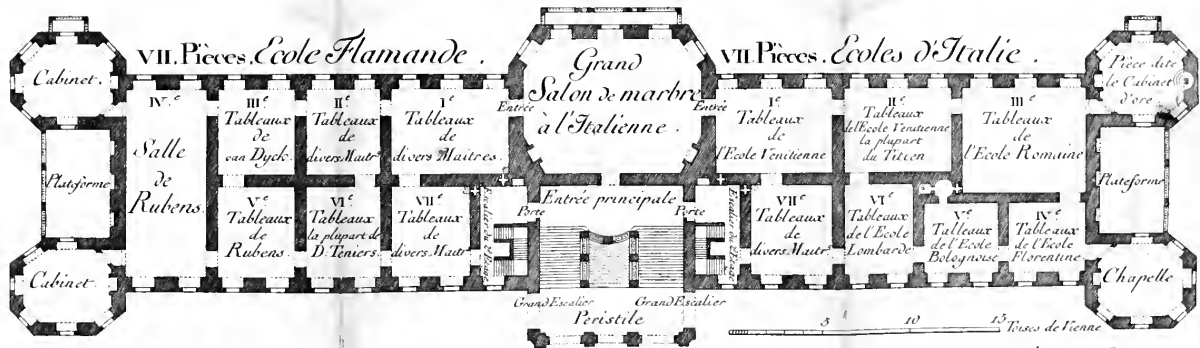 VII. Pièces. Ecole Flamande.
Grand
Salon de marbre
à l'Italienne.
VII. Pièces. Ecoles d'Italie.
Cabinet.
IV.e
Salle
de
Rubens.
III.e
Tableaux
de
van Dyck.
II.e
Tableaux
de
divers Maitr.
I.e
Tableaux
de
divers Maitres.
Entrée
Entrée
I.e
Tableaux
de
l'Ecole Venitienne
II.e
Tableaux
de l'Ecole Venitienne
la plupart
du Titien
III.e
Tableaux
de
l'Ecole Romaine
Pièce dite
le Cabinet
d'ore
Plateforme
Plateforme
V.e
Tableaux
de
Rubens.
VI.e
Tableaux
la plupart de
D. Teniers.
VII.e
Tableaux
de
divers Maitr.
Porte
Entrée principale
Porte
VII.e
Tableaux
de
divers Maitr.
VI.e
Tableaux
de l'Ecole
Lombarde
V.e
Tableaux
de l'Ecole
Bolognoise
IV.e
Tableaux
de l'Ecole
Florentine
Cabinet.
Chapelle
Grand Escalier
Grand Escalier
Peristile
5
10
15
Toises de Vienne